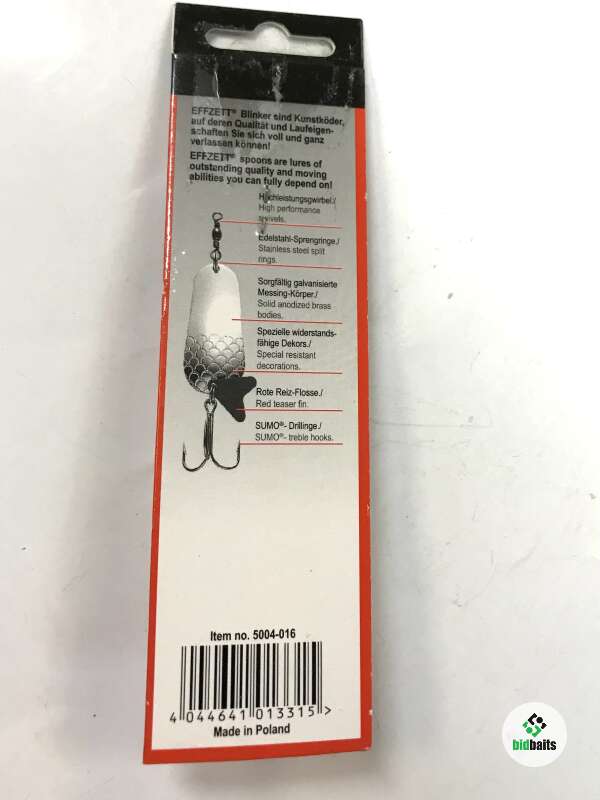 EFFZETT® Blinker sind Kunstköder,
auf deren Qualität und Laufeigen-
schaften Sie sich voll und ganz
verlassen können!
EFFZETT® spoons are lures of
outstanding quality and moving
abilities you can fully depend on!
Hochleistungsgwirbel./
High performance
swivels.
Edelstahl-Sprengringe./
Stainless steel split
rings.
Sorgfältig galvanisierte
Messing-Körper./
Solid anodized brass
bodies.
Spezielle widerstands-
fähige Dekors./
Special resistant
decorations.
Rote Reiz-Flosse./
Red teaser fin.
SUMO®- Drillinge./
SUMO®- treble hooks.
Item no. 5004-016
4 044641 013315 >
Made in Poland
bidbaits